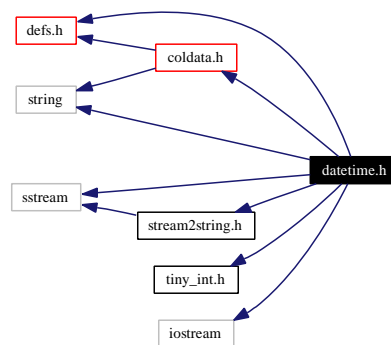 defs.h
coldata.h
string
datetime.h
sstream
stream2string.h
tiny_int.h
iostream